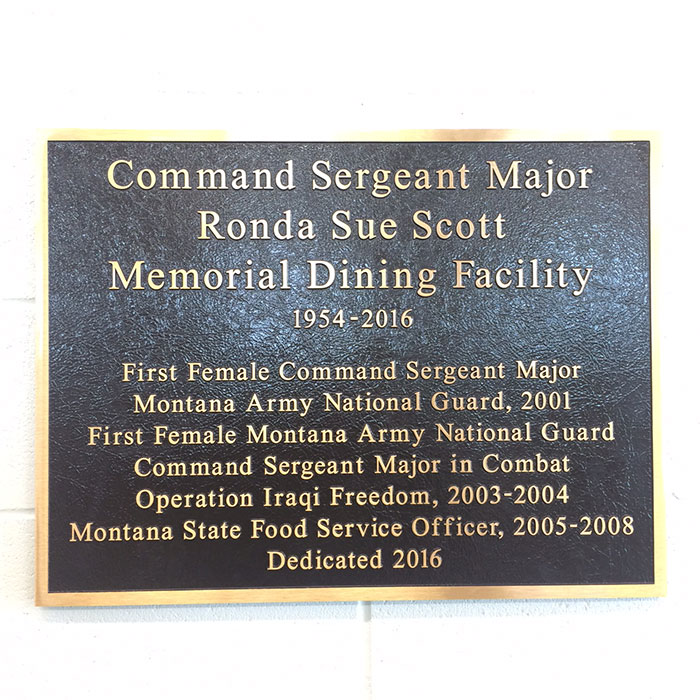 Command Sergeant Major
Ronda Sue Scott
Memorial Dining Facility
1954-2016
First Female Command Sergeant Major
Montana Army National Guard, 2001
First Female Montana Army National Guard
Command Sergeant Major in Combat
Operation Iraqi Freedom, 2003-2004
Montana State Food Service Officer, 2005-2008
Dedicated 2016